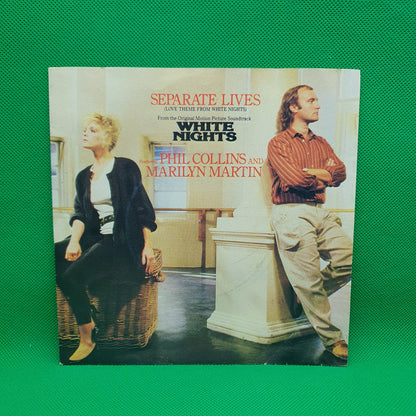 SEPARATE LIVES
(LOVE THEME FROM WHITE NIGHTS)
From the Original Motion Picture Soundtrack
WHITE
NIGHTS
PHIL COLLINS AND
MARILYN MARTIN